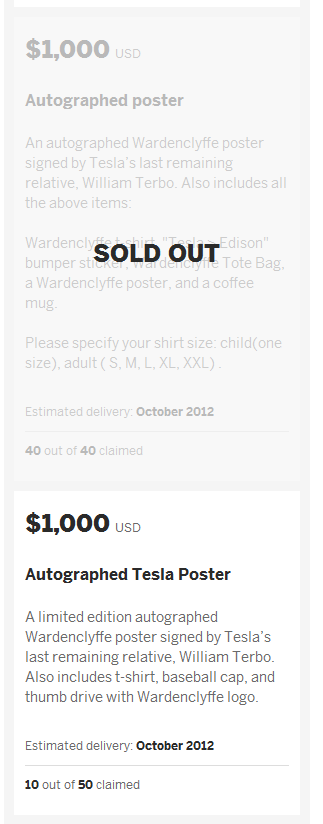 $1,000 USD
Autographed poster
An autographed Wardenclyffe poster
signed by Tesla's last remaining
relative, William Terbo. Also includes all
the above items:
Wardenclyffe t-shirt, "Tesla > Edison"
SOLD OUT
bumper sticker, Wardenclyffe Tote Bag,
a Wardenclyffe poster, and a coffee
mug.
Please specify your shirt size: child(one
size), adult ( S, M, L, XL, XXL) .
Estimated delivery: October 2012
40 out of 40 claimed
$1,000 USD
Autographed Tesla Poster
A limited edition autographed
Wardenclyffe poster signed by Tesla's
last remaining relative, William Terbo.
Also includes t-shirt, baseball cap, and
thumb drive with Wardenclyffe logo.
Estimated delivery: October 2012
10 out of 50 claimed